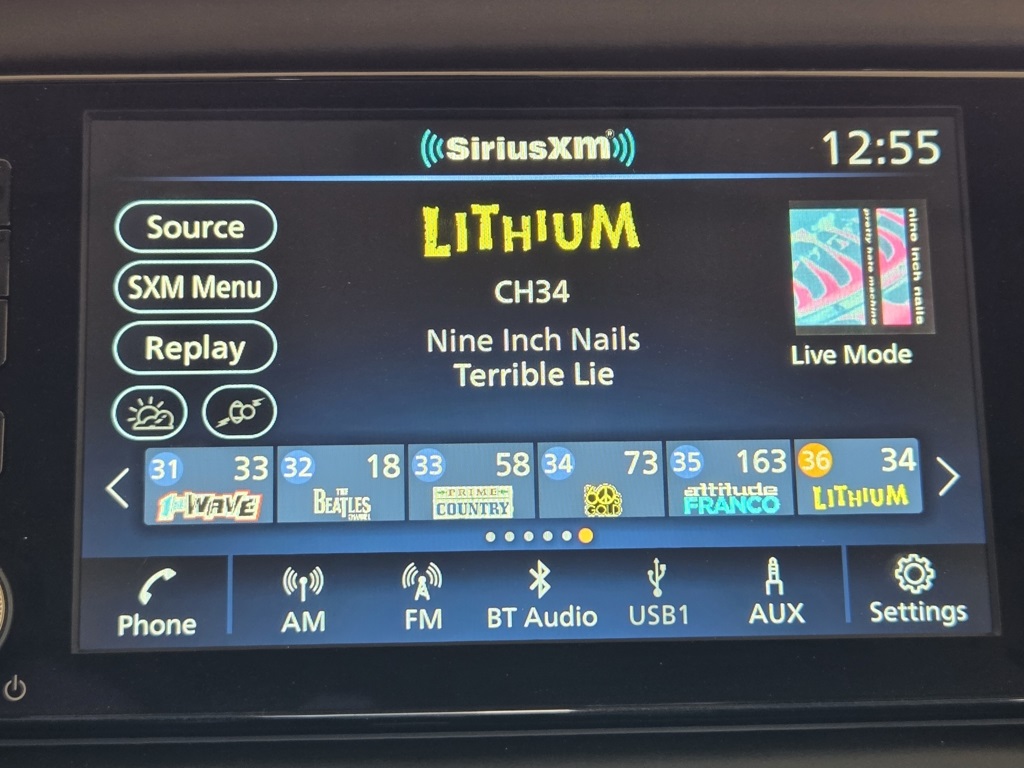 SiriusXM
12:55
Source
SXM Menu
Replay
LITHIUM
CH34
Nine Inch Nails
Terrible Lie
pretty hate machine
nine inch nails
Live Mode
31 33 1st WAVE
32 18 THE BEATLES CHANNEL
33 58 PRIME COUNTRY
34 73 60s GOLD
35 163 attitude FRANCO
36 34 LITHIUM
Phone
AM
FM
BT Audio
USB1
AUX
Settings